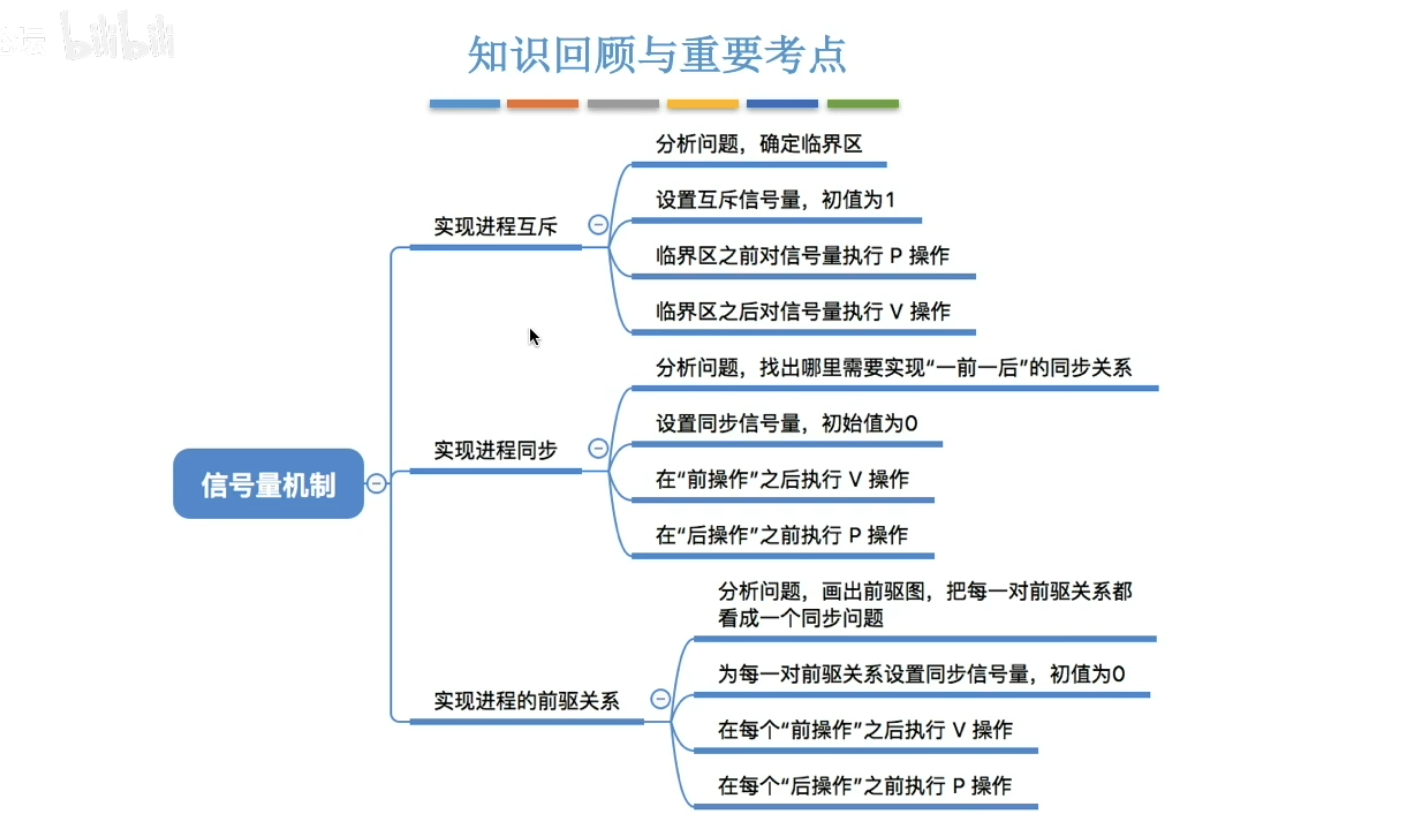 bilibili
知识回顾与重要考点
分析问题，确定临界区
设置互斥信号量，初值为1
实现进程互斥
临界区之前对信号量执行 P 操作
临界区之后对信号量执行 V 操作
分析问题，找出哪里需要实现“一前一后”的同步关系
设置同步信号量，初始值为0
实现进程同步
在“前操作”之后执行 V 操作
信号量机制
在“后操作”之前执行 P 操作
分析问题，画出前驱图，把每一对前驱关系都
看成一个同步问题
为每一对前驱关系设置同步信号量，初值为0
实现进程的前驱关系
在每个“前操作”之后执行 V 操作
在每个“后操作”之前执行 P 操作